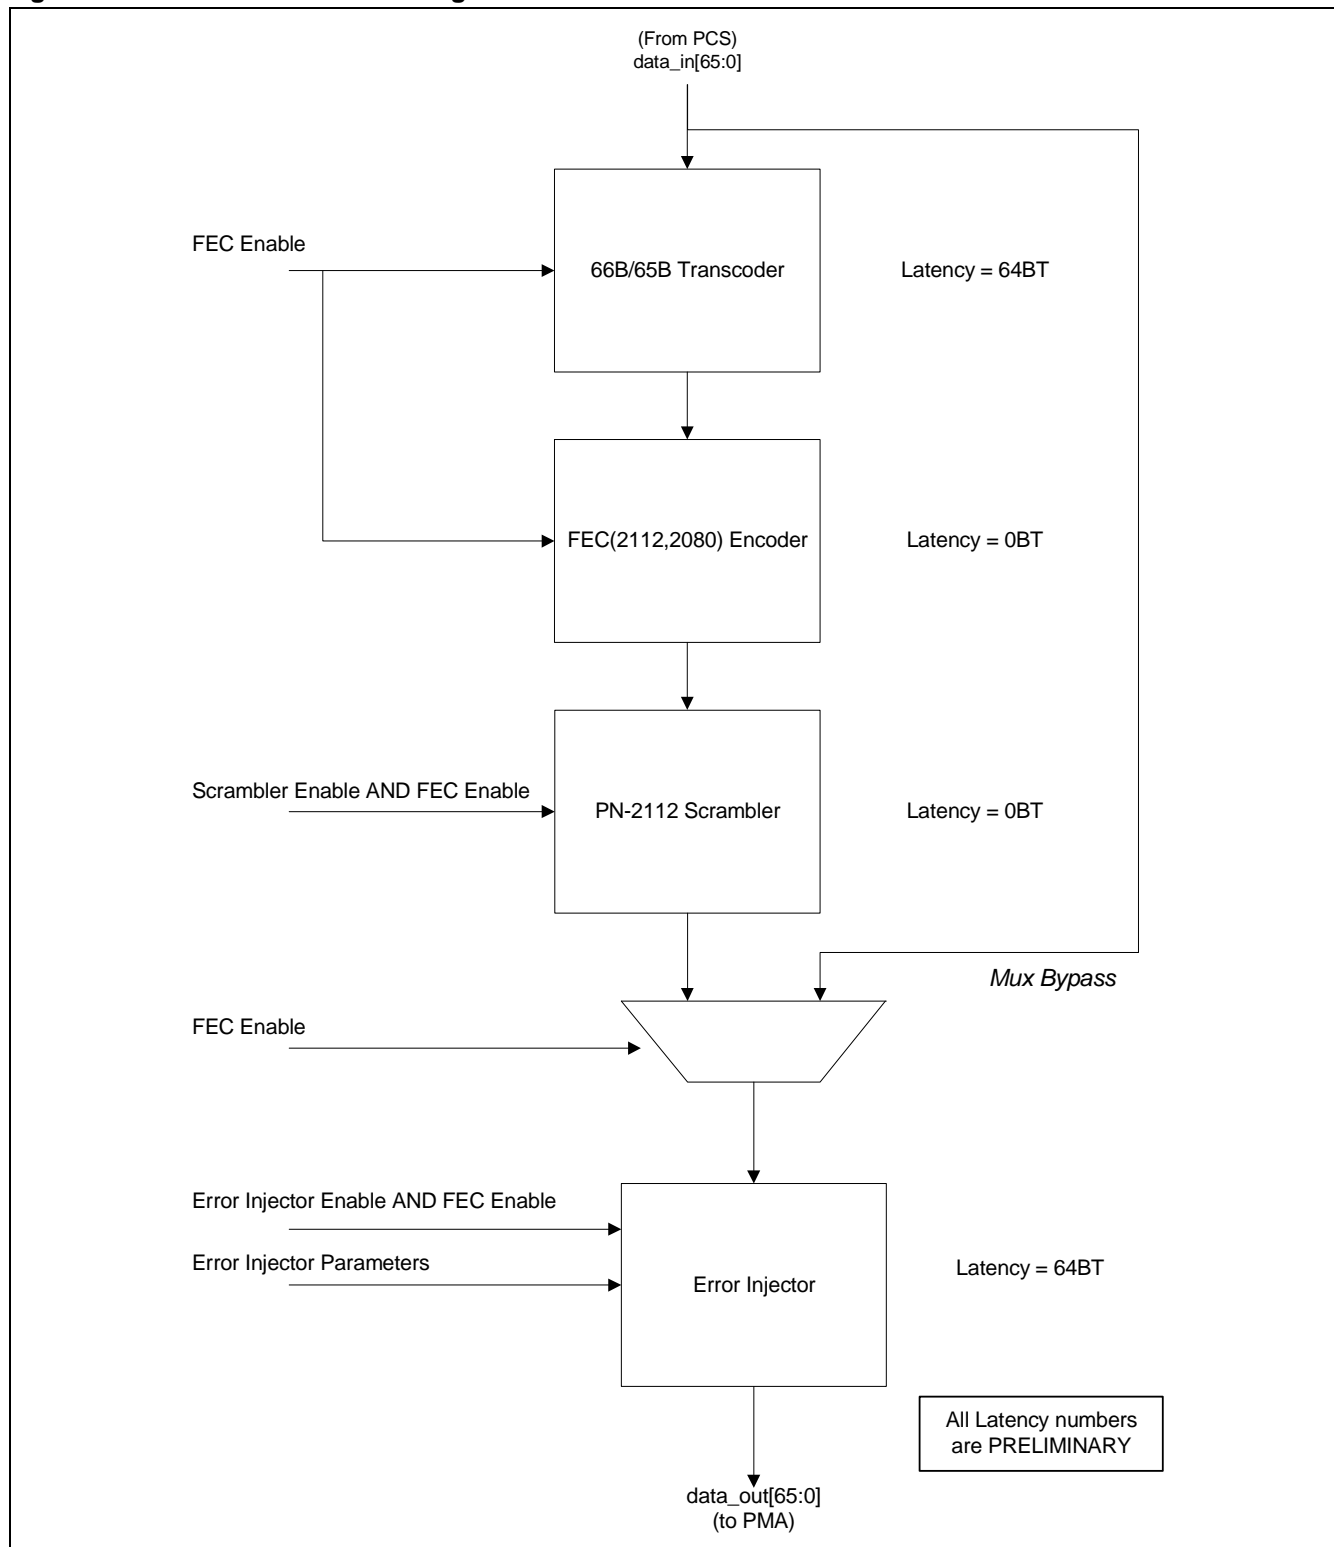 (From PCS)
data_in[65:0]
FEC Enable
66B/65B Transcoder
Latency = 64BT
FEC(2112,2080) Encoder
Latency = 0BT
Scrambler Enable AND FEC Enable
PN-2112 Scrambler
Latency = 0BT
Mux Bypass
FEC Enable
Error Injector Enable AND FEC Enable
Error Injector Parameters
Error Injector
Latency = 64BT
All Latency numbers
are PRELIMINARY
data_out[65:0]
(to PMA)